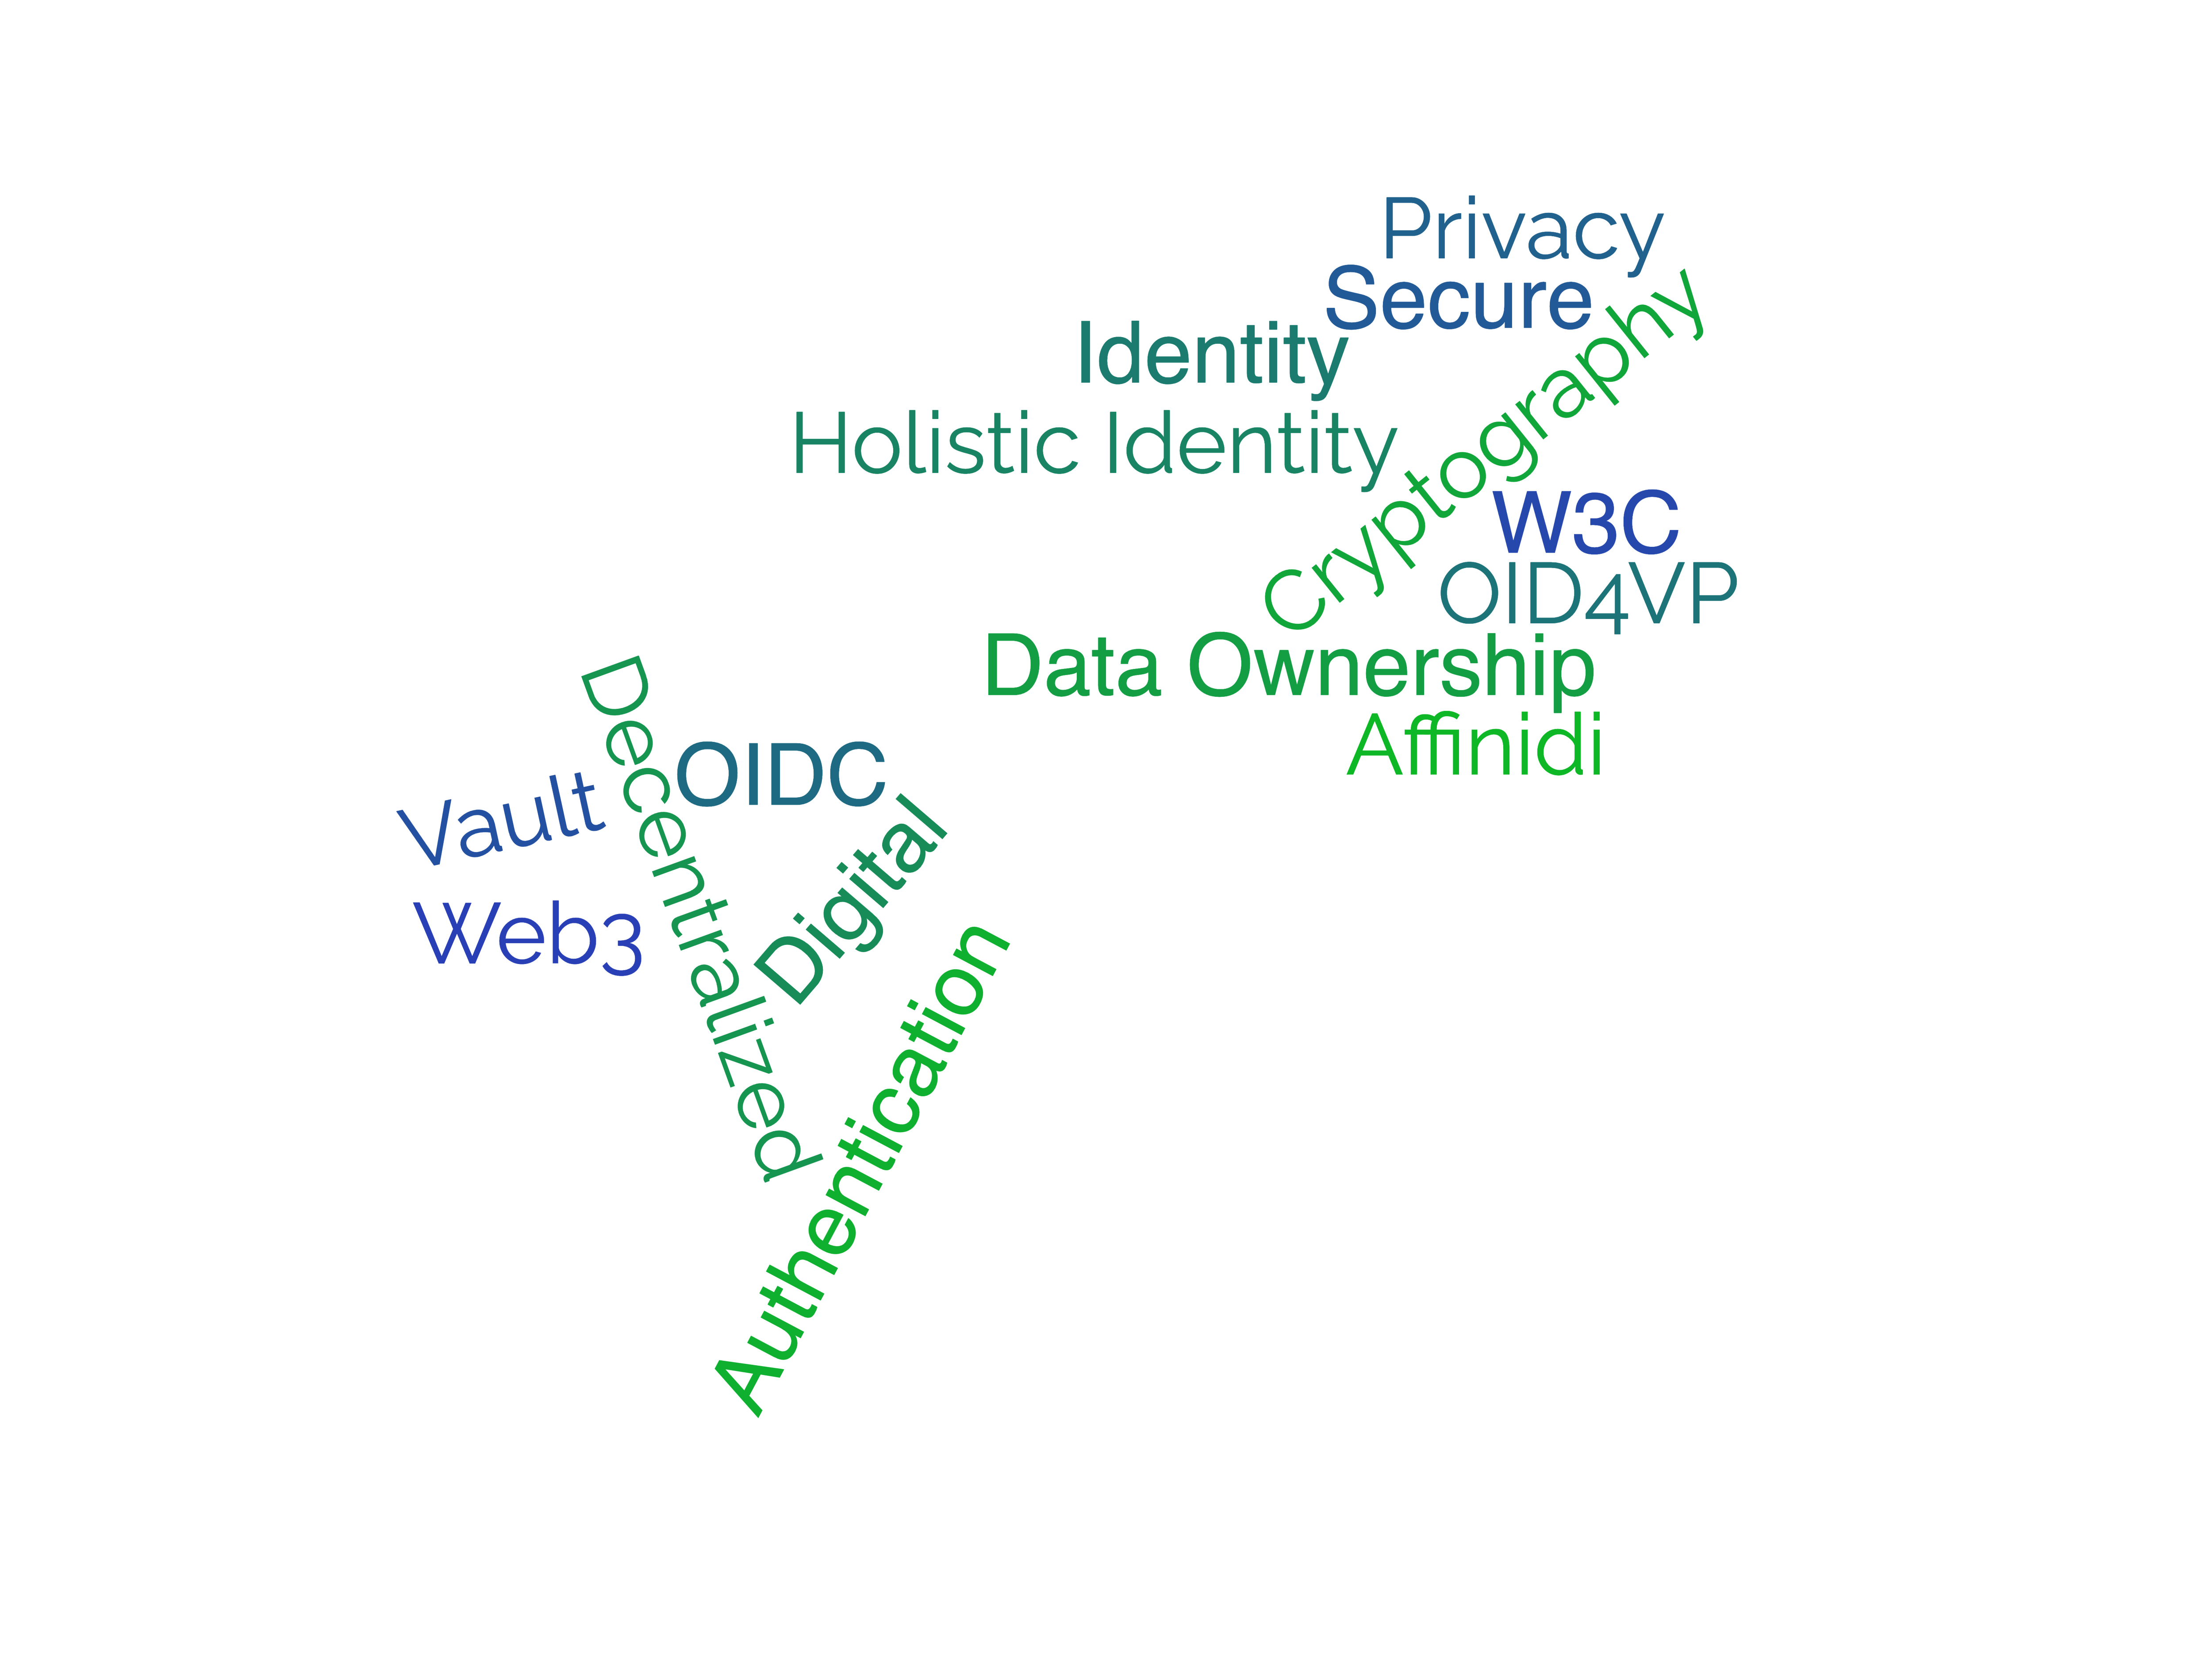 Privacy
Secure
Identity
Holistic Identity
Cryptography
W3C
OID4VP
Data Ownership
Affinidi
Decentralized
OIDC
Vault
Digital
Web3
Authentication